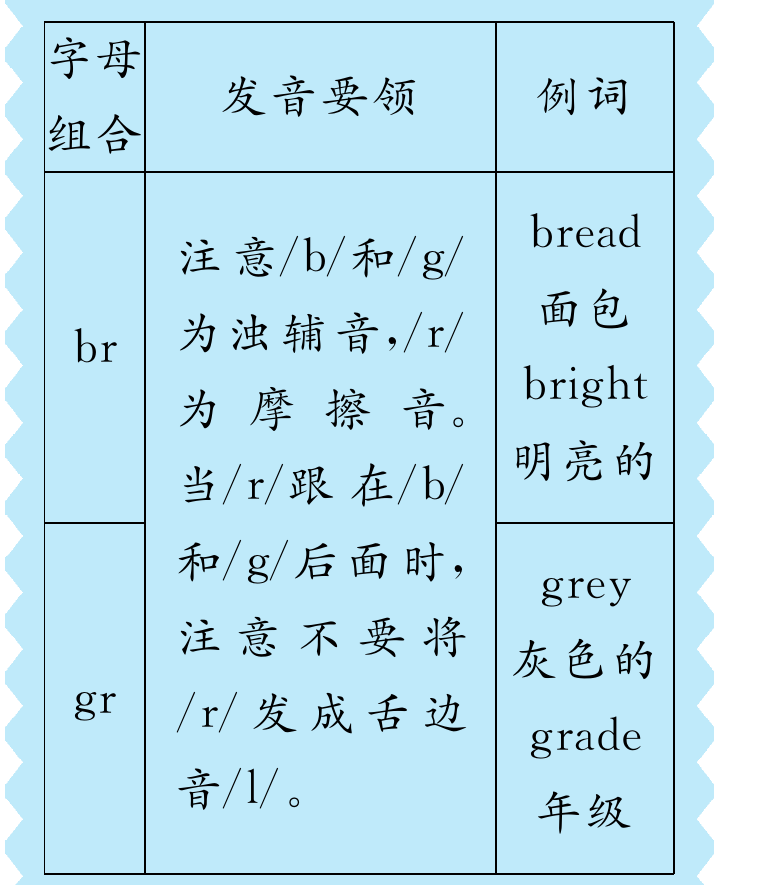 字母
组合
发音要领
例词
br
注意/b/和/g/
为浊辅音,/r/
为摩擦音。
当/r/跟在/b/
和/g/后面时,
注意不要将
/r/发成舌边
音/l/。
bread
面包
bright
明亮的
gr
grey
灰色的
grade
年级